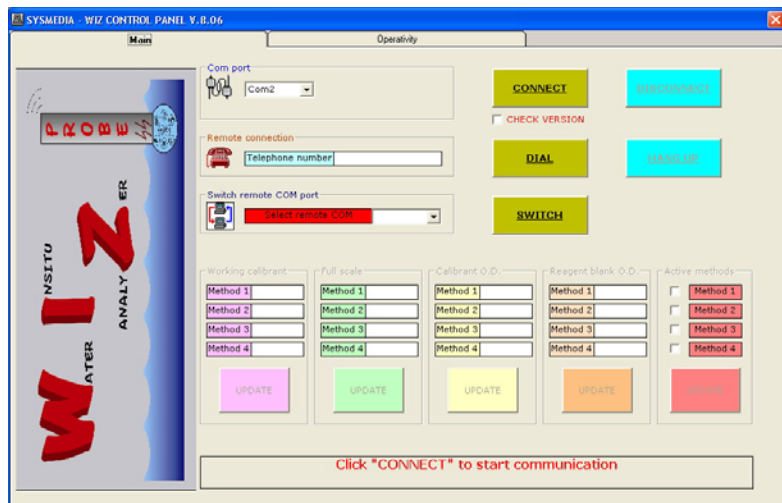 SYSMEDIA - WIZ CONTROL PANEL V.8.06
Main
Operativity
PROBE
WATER INSITU ANALYZER
Com port
Com2
CONNECT
DISCONNECT
CHECK VERSION
Remote connection
Telephone number
DIAL
HANG UP
Switch remote COM port
Select remote COM
SWITCH
Working calibrant
Method 1
Method 2
Method 3
Method 4
UPDATE
Full scale
Method 1
Method 2
Method 3
Method 4
UPDATE
Calibrant O.D.
Method 1
Method 2
Method 3
Method 4
UPDATE
Reagent blank O.D.
Method 1
Method 2
Method 3
Method 4
UPDATE
Active methods
Method 1
Method 2
Method 3
Method 4
Click "CONNECT" to start communication